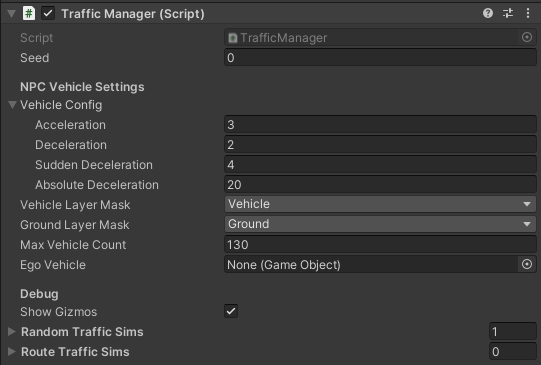 # Traffic Manager (Script)
Script TrafficManager
Seed 0
NPC Vehicle Settings
Vehicle Config
Acceleration 3
Deceleration 2
Sudden Deceleration 4
Absolute Deceleration 20
Vehicle Layer Mask Vehicle
Ground Layer Mask Ground
Max Vehicle Count 130
Ego Vehicle None (Game Object)
Debug
Show Gizmos
Random Traffic Sims 1
Route Traffic Sims 0